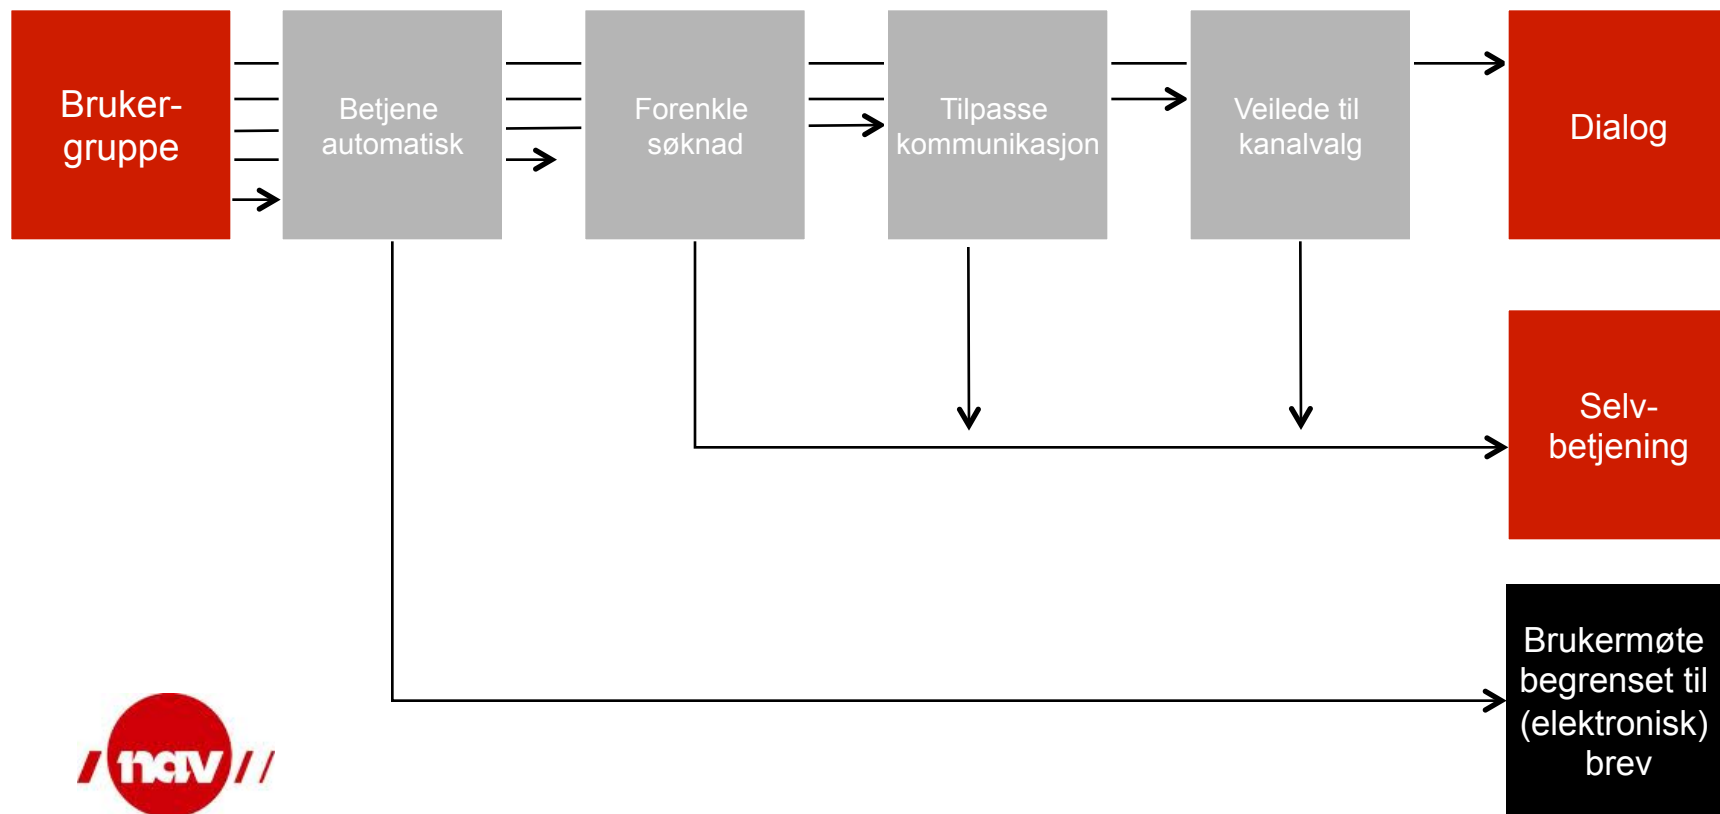 Bruker-
gruppe
Betjene
automatisk
Forenkle
søknad
Tilpasse
kommunikasjon
Veilede til
kanalvalg
Dialog
Selv-
betjening
Brukermøte
begrenset til
(elektronisk)
brev
nav